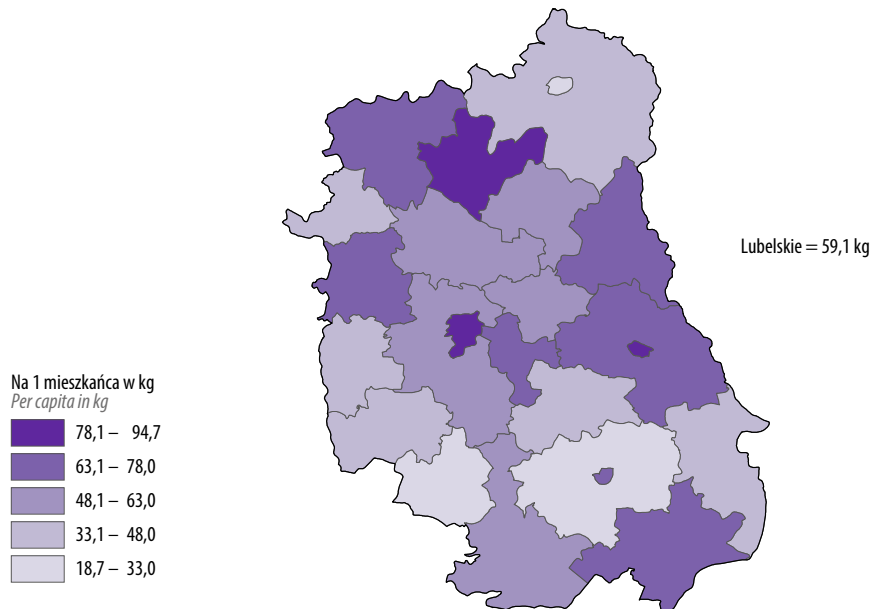 Lubelskie = 59,1 kg
Na 1 mieszkańca w kg
Per capita in kg
78,1 – 94,7
63,1 – 78,0
48,1 – 63,0
33,1 – 48,0
18,7 – 33,0